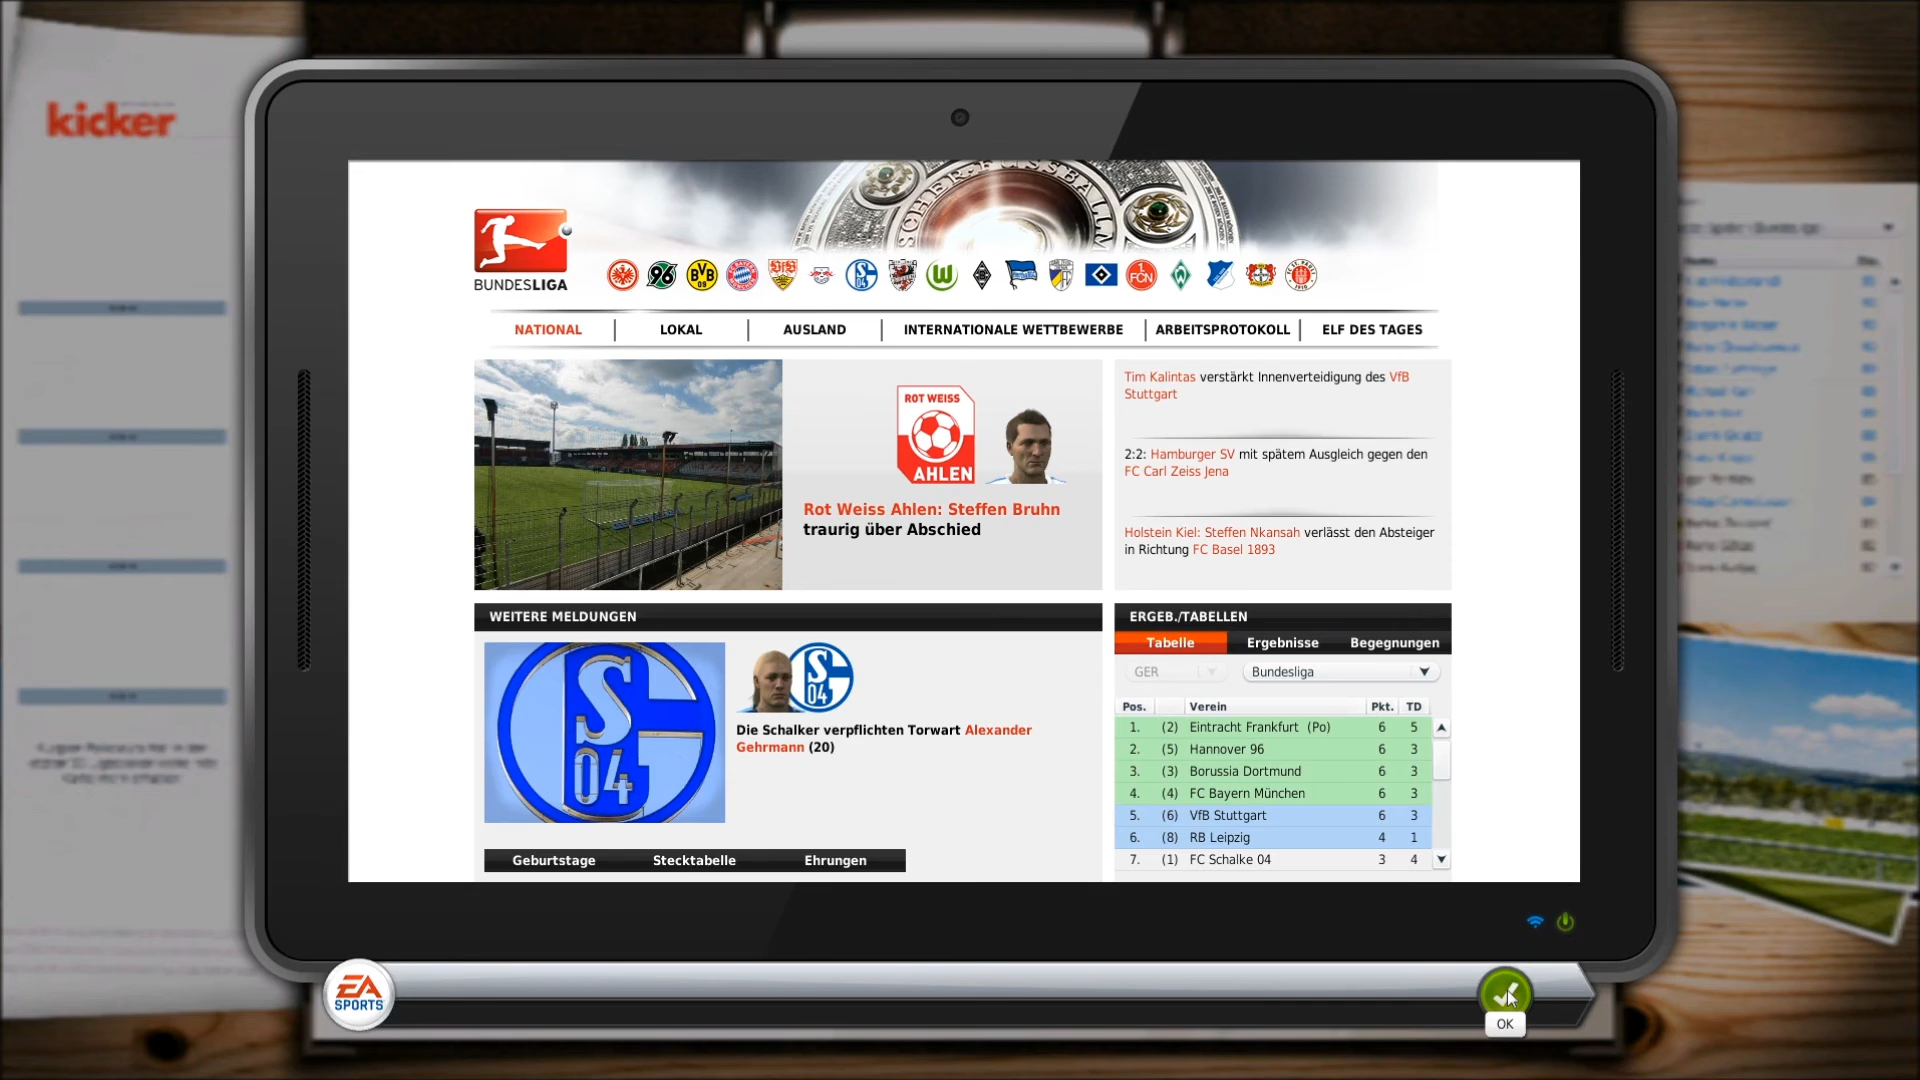 kicker
BUNDESLIGA
NATIONAL
LOKAL
AUSLAND
INTERNATIONALE WETTBEWERBE
ARBEITSPROTOKOLL
ELF DES TAGES
ROT WEISS
AHLEN
Rot Weiss Ahlen: Steffen Bruhn
traurig über Abschied
Tim Kalintas verstärkt Innenverteidigung des VfB
Stuttgart
2:2: Hamburger SV mit spätem Ausgleich gegen den
FC Carl Zeiss Jena
Holstein Kiel: Steffen Nkansah verlässt den Absteiger
in Richtung FC Basel 1893
WEITERE MELDUNGEN
Die Schalker verpflichten Torwart Alexander
Gehrmann (20)
Geburtstage Stecktabelle Ehrungen
ERGEB./TABELLEN
Tabelle Ergebnisse Begegnungen
GER Bundesliga
Pos. Verein Pkt. TD
1. (2) Eintracht Frankfurt (Po) 6 5
2. (5) Hannover 96 6 3
3. (3) Borussia Dortmund 6 3
4. (4) FC Bayern München 6 3
5. (6) VfB Stuttgart 6 3
6. (8) RB Leipzig 4 1
7. (1) FC Schalke 04 3 4
EA
SPORTS
OK